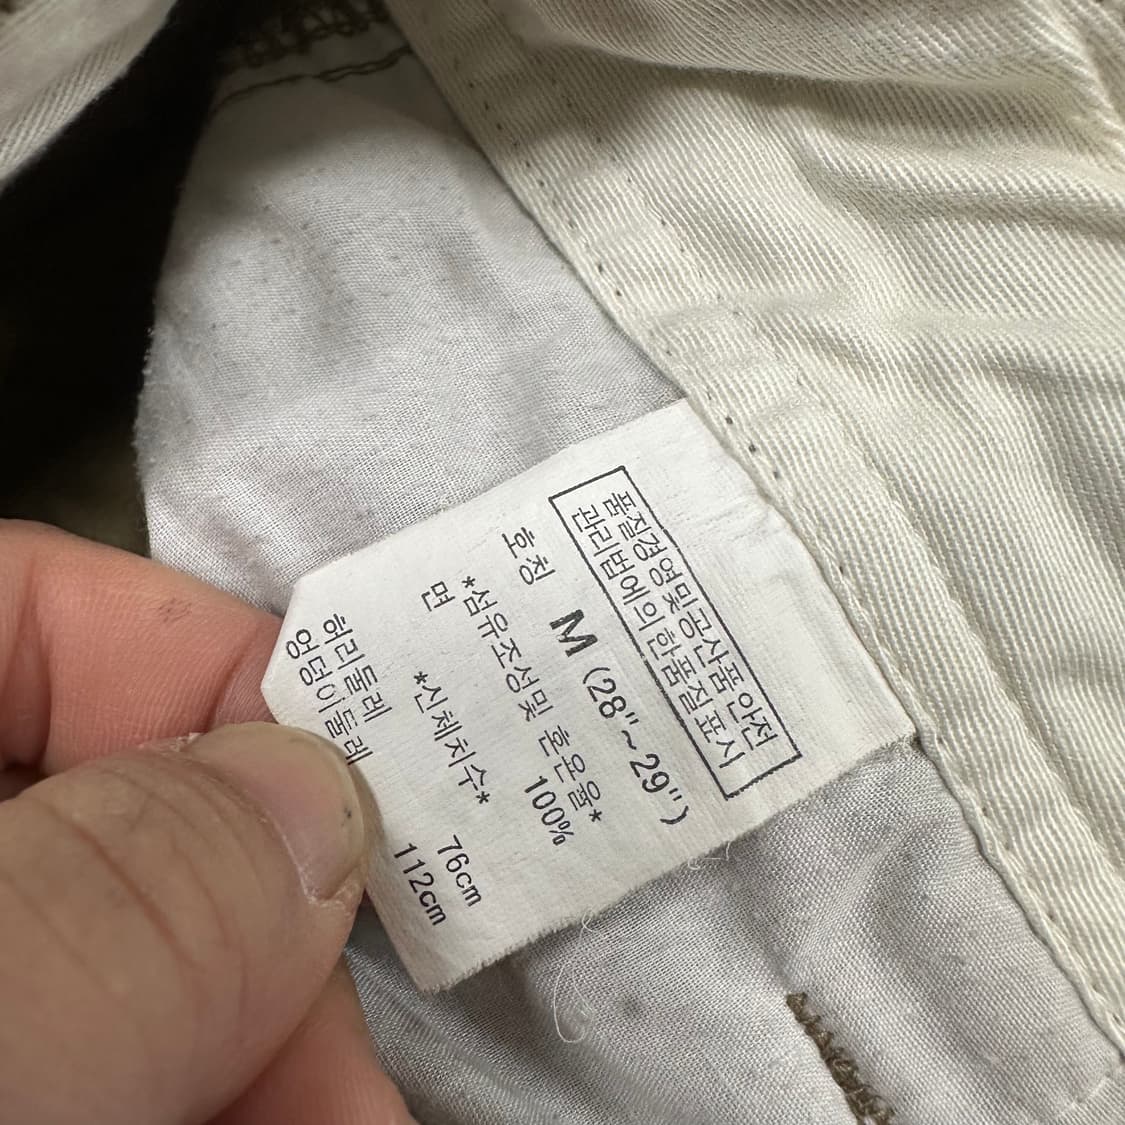 품질경영및공산품안전
관리법에의한품질표시
호칭 M (28"~29")
*섬유조성및 혼용율*
면 100%
*신체치수*
허리둘레 76cm
엉덩이둘레 112cm